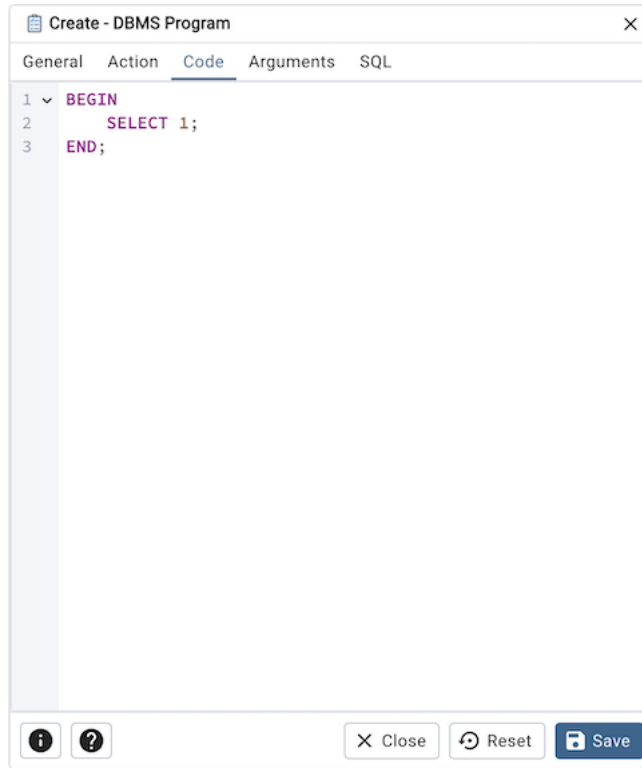 Create - DBMS Program
General Action Code Arguments SQL
1 BEGIN
2     SELECT 1;
3 END;
Close Reset Save